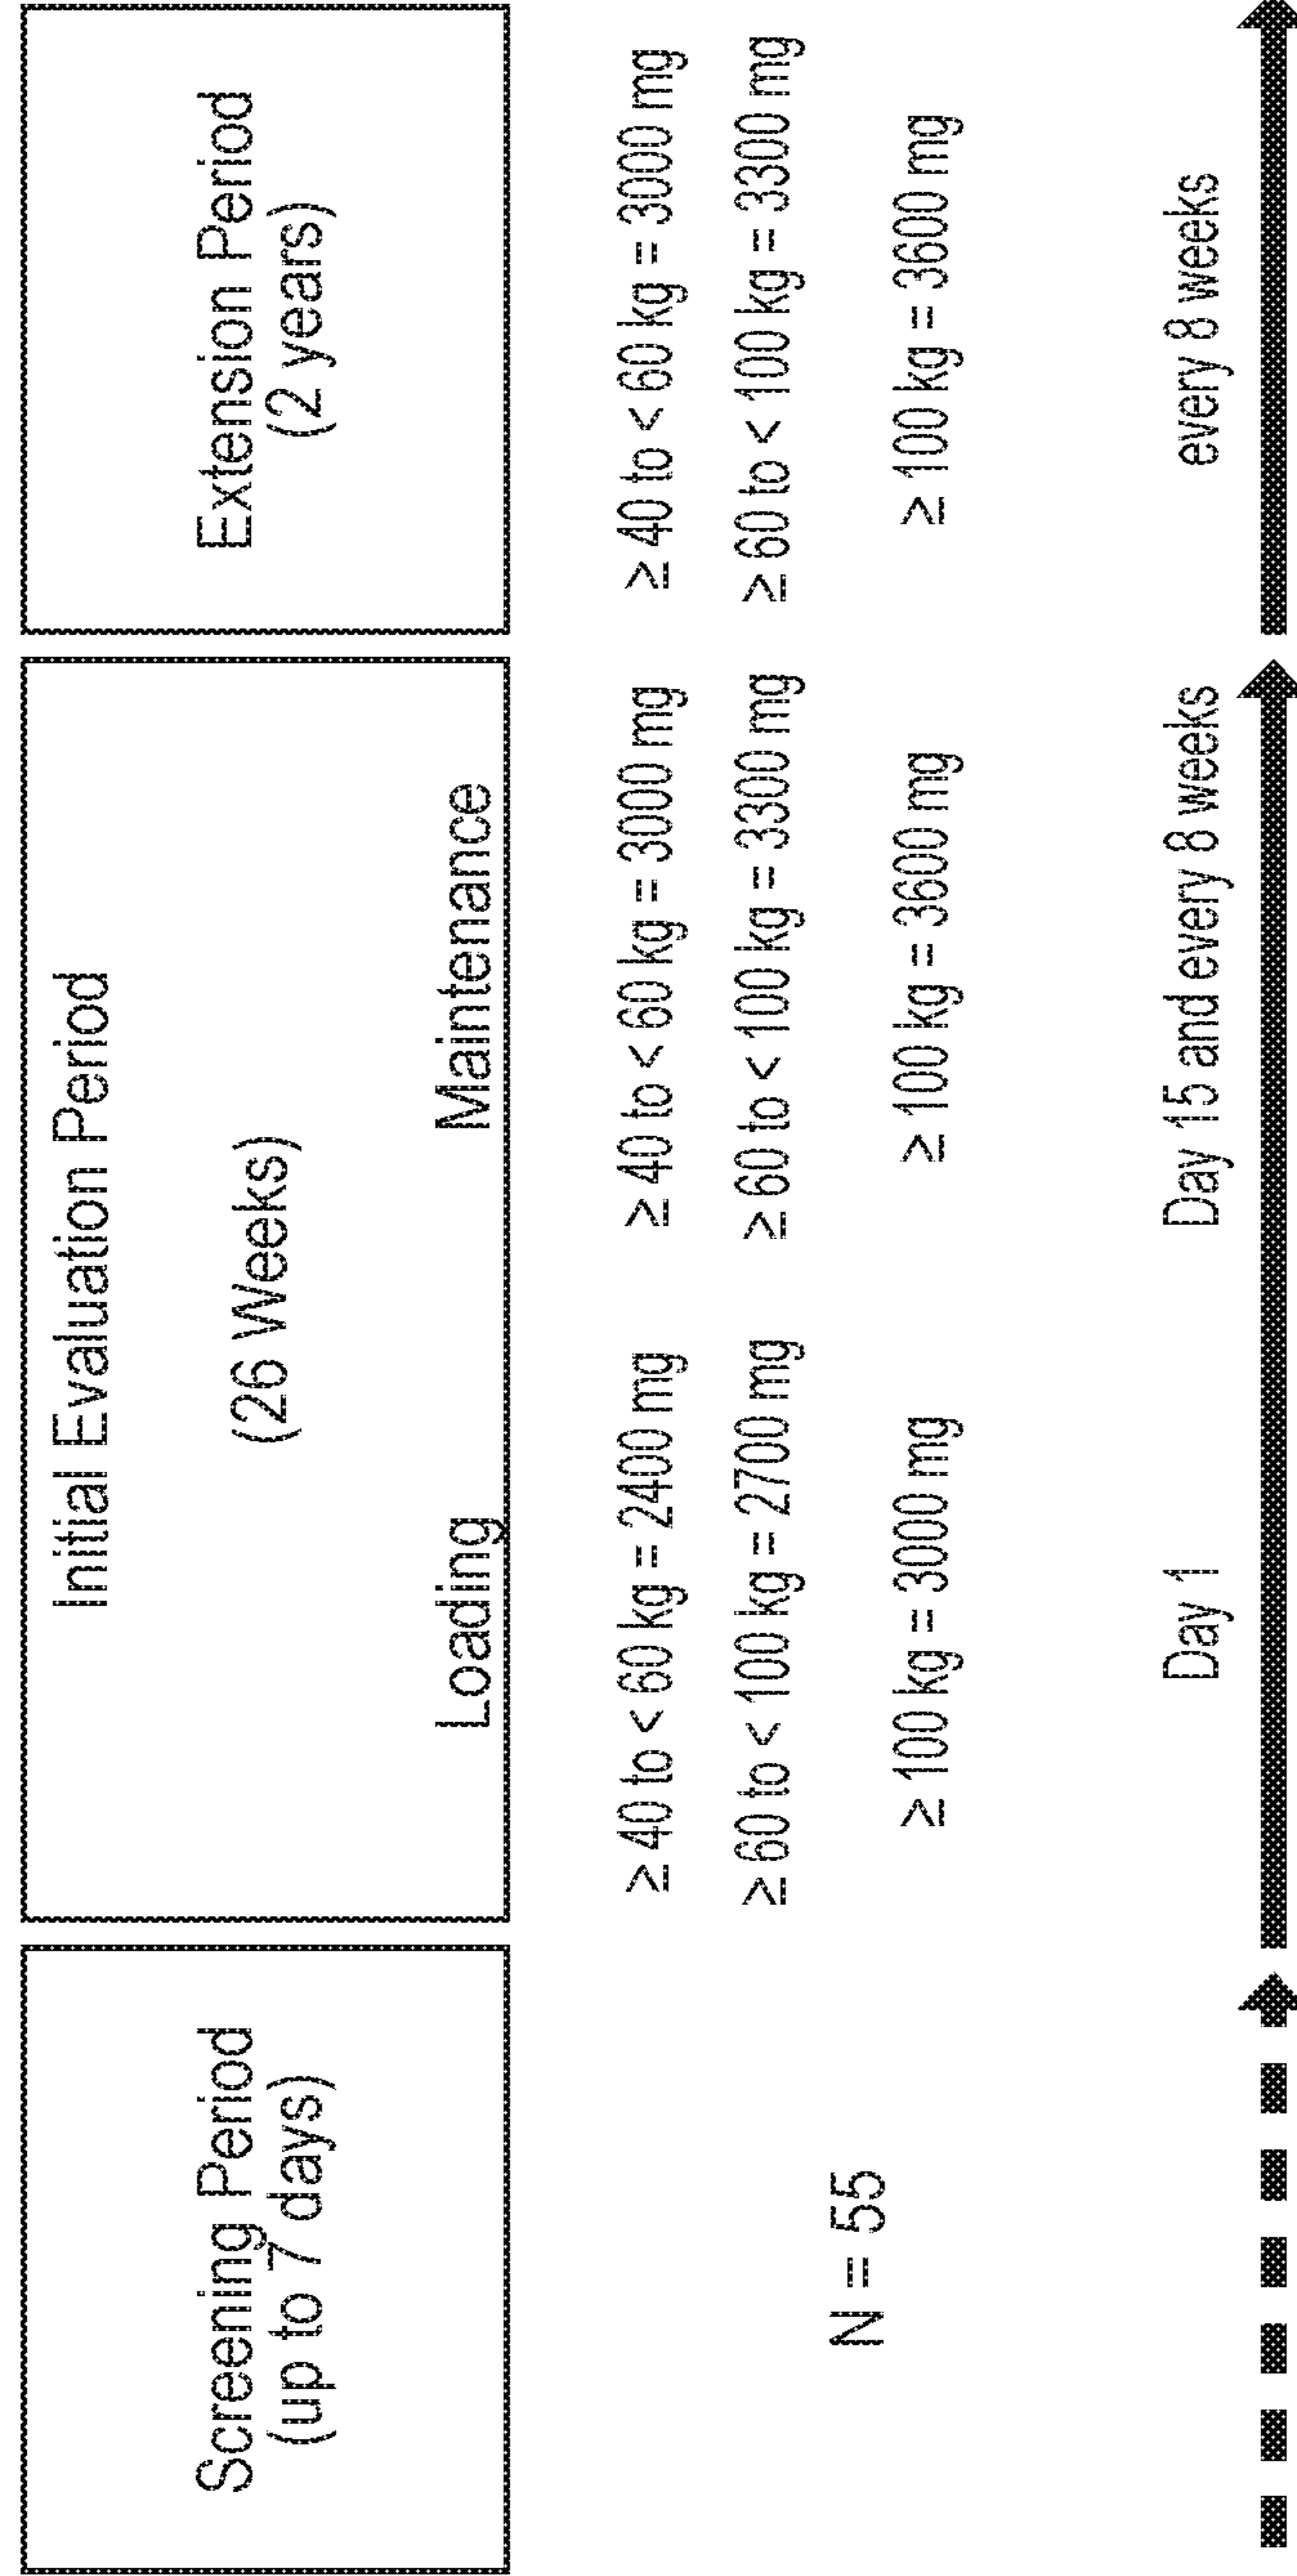 Screening Period
(up to 7 days)
N = 55
Initial Evaluation Period
(26 Weeks)
Loading
≥ 40 to < 60 kg = 2400 mg
≥ 60 to < 100 kg = 2700 mg
≥ 100 kg = 3000 mg
Day 1
Maintenance
≥ 40 to < 60 kg = 3000 mg
≥ 60 to < 100 kg = 3300 mg
≥ 100 kg = 3600 mg
Day 15 and every 8 weeks
Extension Period
(2 years)
≥ 40 to < 60 kg = 3000 mg
≥ 60 to < 100 kg = 3300 mg
≥ 100 kg = 3600 mg
every 8 weeks